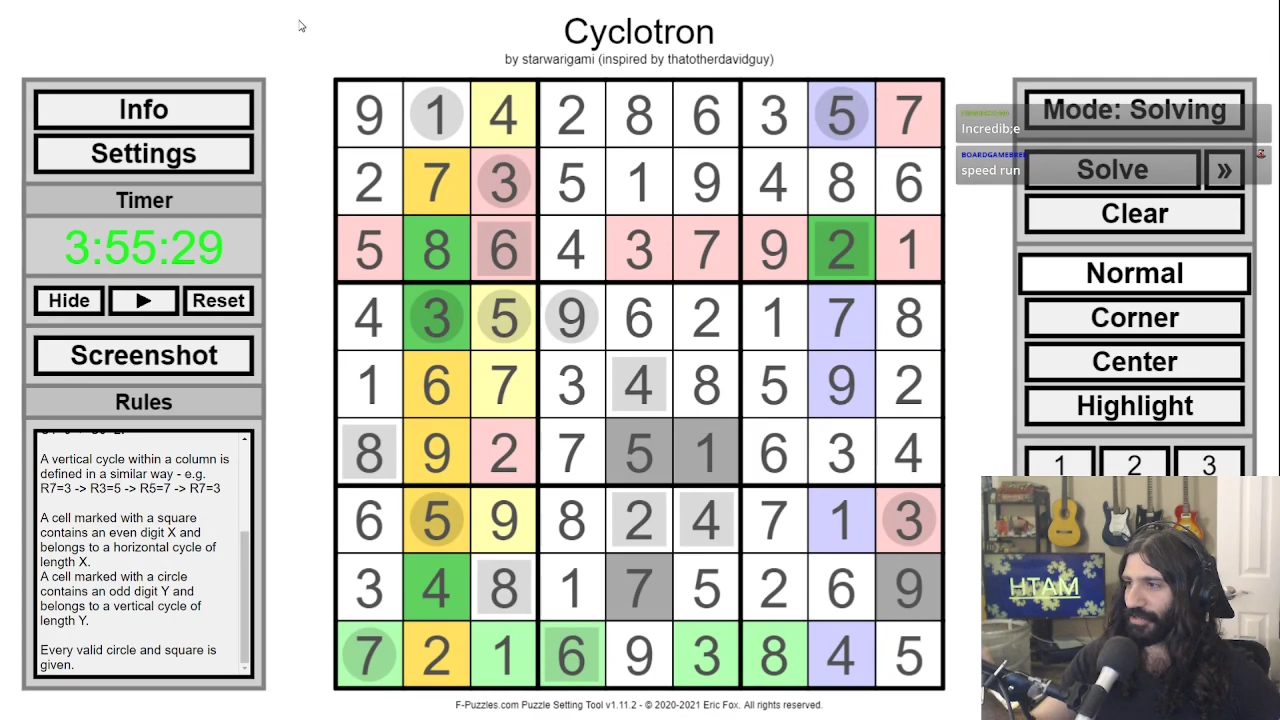 Cyclotron
by starwarigami (inspired by thatotherdavidguy)
Info
Settings
Timer
3:55:29
Hide
Reset
Screenshot
Rules
A vertical cycle within a column is
defined in a similar way - e.g.
R7=3 -> R3=5 -> R5=7 -> R7=3
A cell marked with a square
contains an even digit X and
belongs to a horizontal cycle of
length X.
A cell marked with a circle
contains an odd digit Y and
belongs to a vertical cycle of
length Y.
Every valid circle and square is
given.
9 1 4 2 8 6 3 5 7
2 7 3 5 1 9 4 8 6
5 8 6 4 3 7 9 2 1
4 3 5 9 6 2 1 7 8
1 6 7 3 4 8 5 9 2
8 9 2 7 5 1 6 3 4
6 5 9 8 2 4 7 1 3
3 4 8 1 7 5 2 6 9
7 2 1 6 9 3 8 4 5
F-Puzzles.com Puzzle Setting Tool v1.11.2 - © 2020-2021 Eric Fox. All rights reserved.
Mode: Solving
Incredib;e
speed run
Solve »
Clear
Normal
Corner
Center
Highlight
1 2 3
HTAM